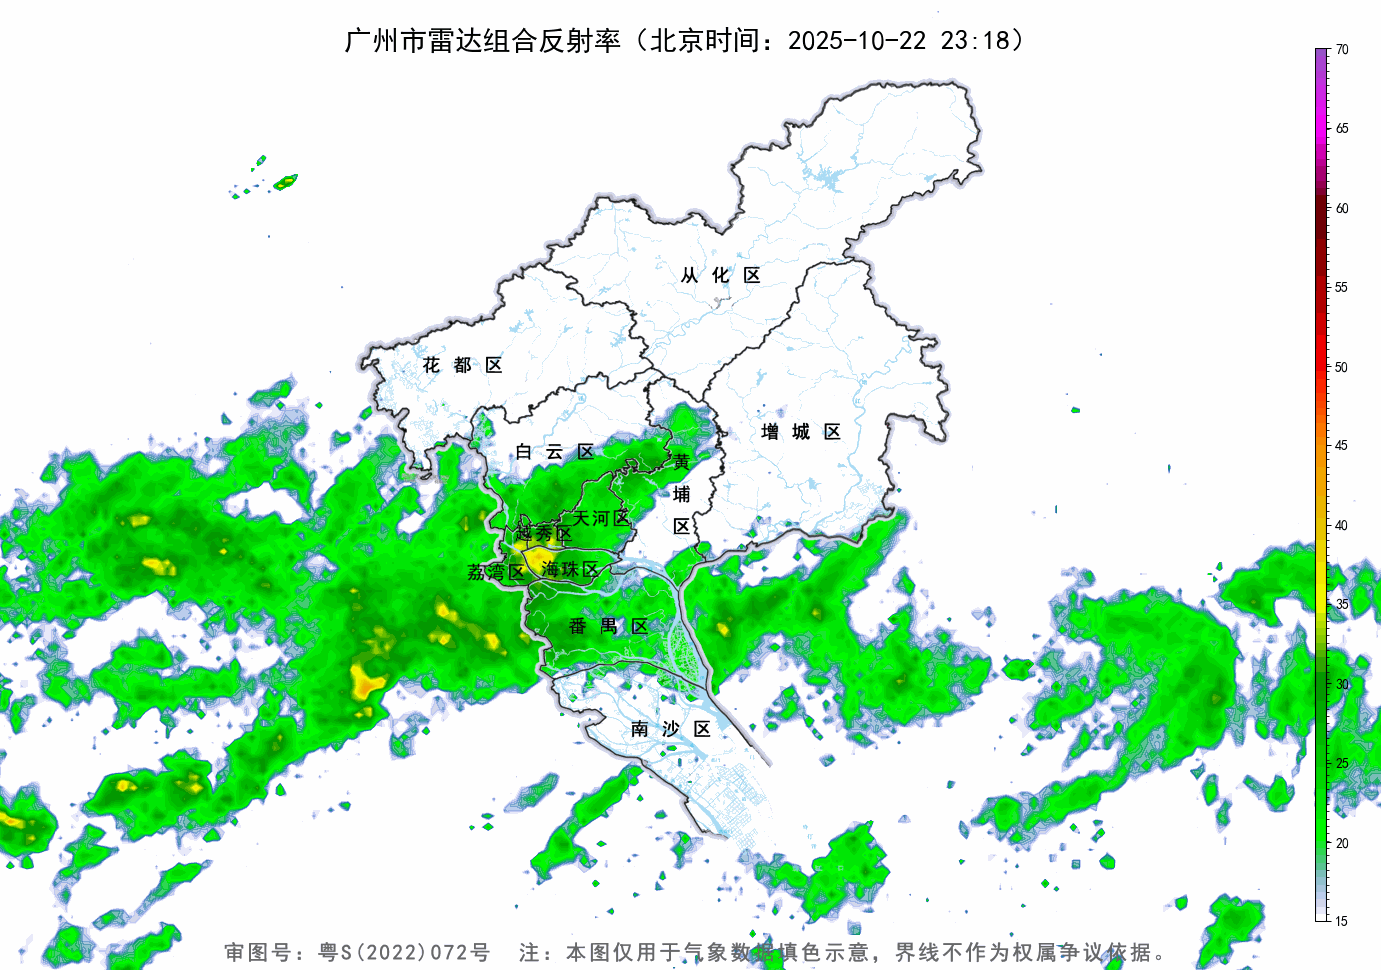 广州市雷达组合反射率（北京时间：2025-10-22 23:18）
70
65
60
55
50
45
40
35
30
25
20
15
从化区
花都区
增城区
白云区
黄埔区
天河区
越秀区
荔湾区
海珠区
番禺区
南沙区
审图号：粤S(2022)072号 注：本图仅用于气象数据填色示意，界线不作为权属争议依据。